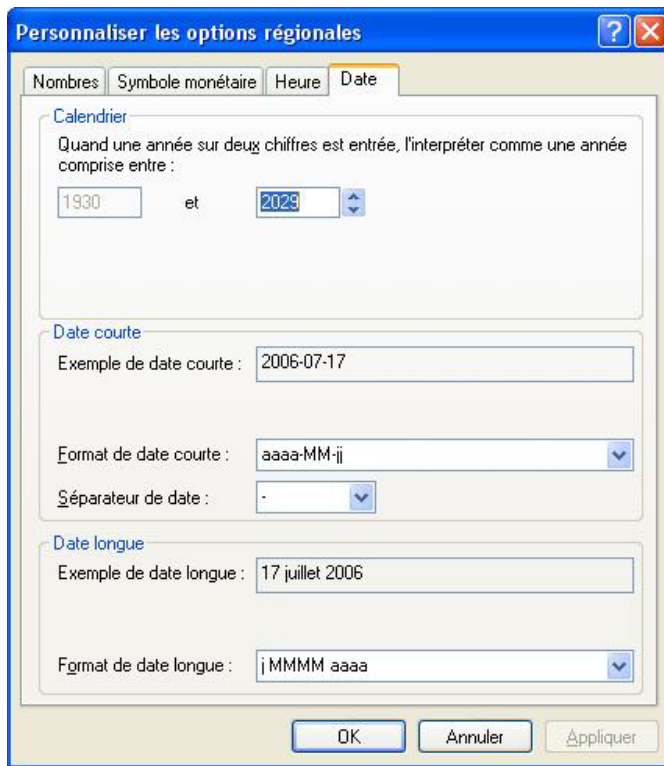 Personnaliser les options régionales
Nombres Symbole monétaire Heure Date
Calendrier
Quand une année sur deux chiffres est entrée, l'interpréter comme une année
comprise entre :
1930 et 2029
Date courte
Exemple de date courte : 2006-07-17
Format de date courte : aaaa-MM-jj
Séparateur de date : -
Date longue
Exemple de date longue : 17 juillet 2006
Format de date longue : j MMMM aaaa
OK Annuler Appliquer